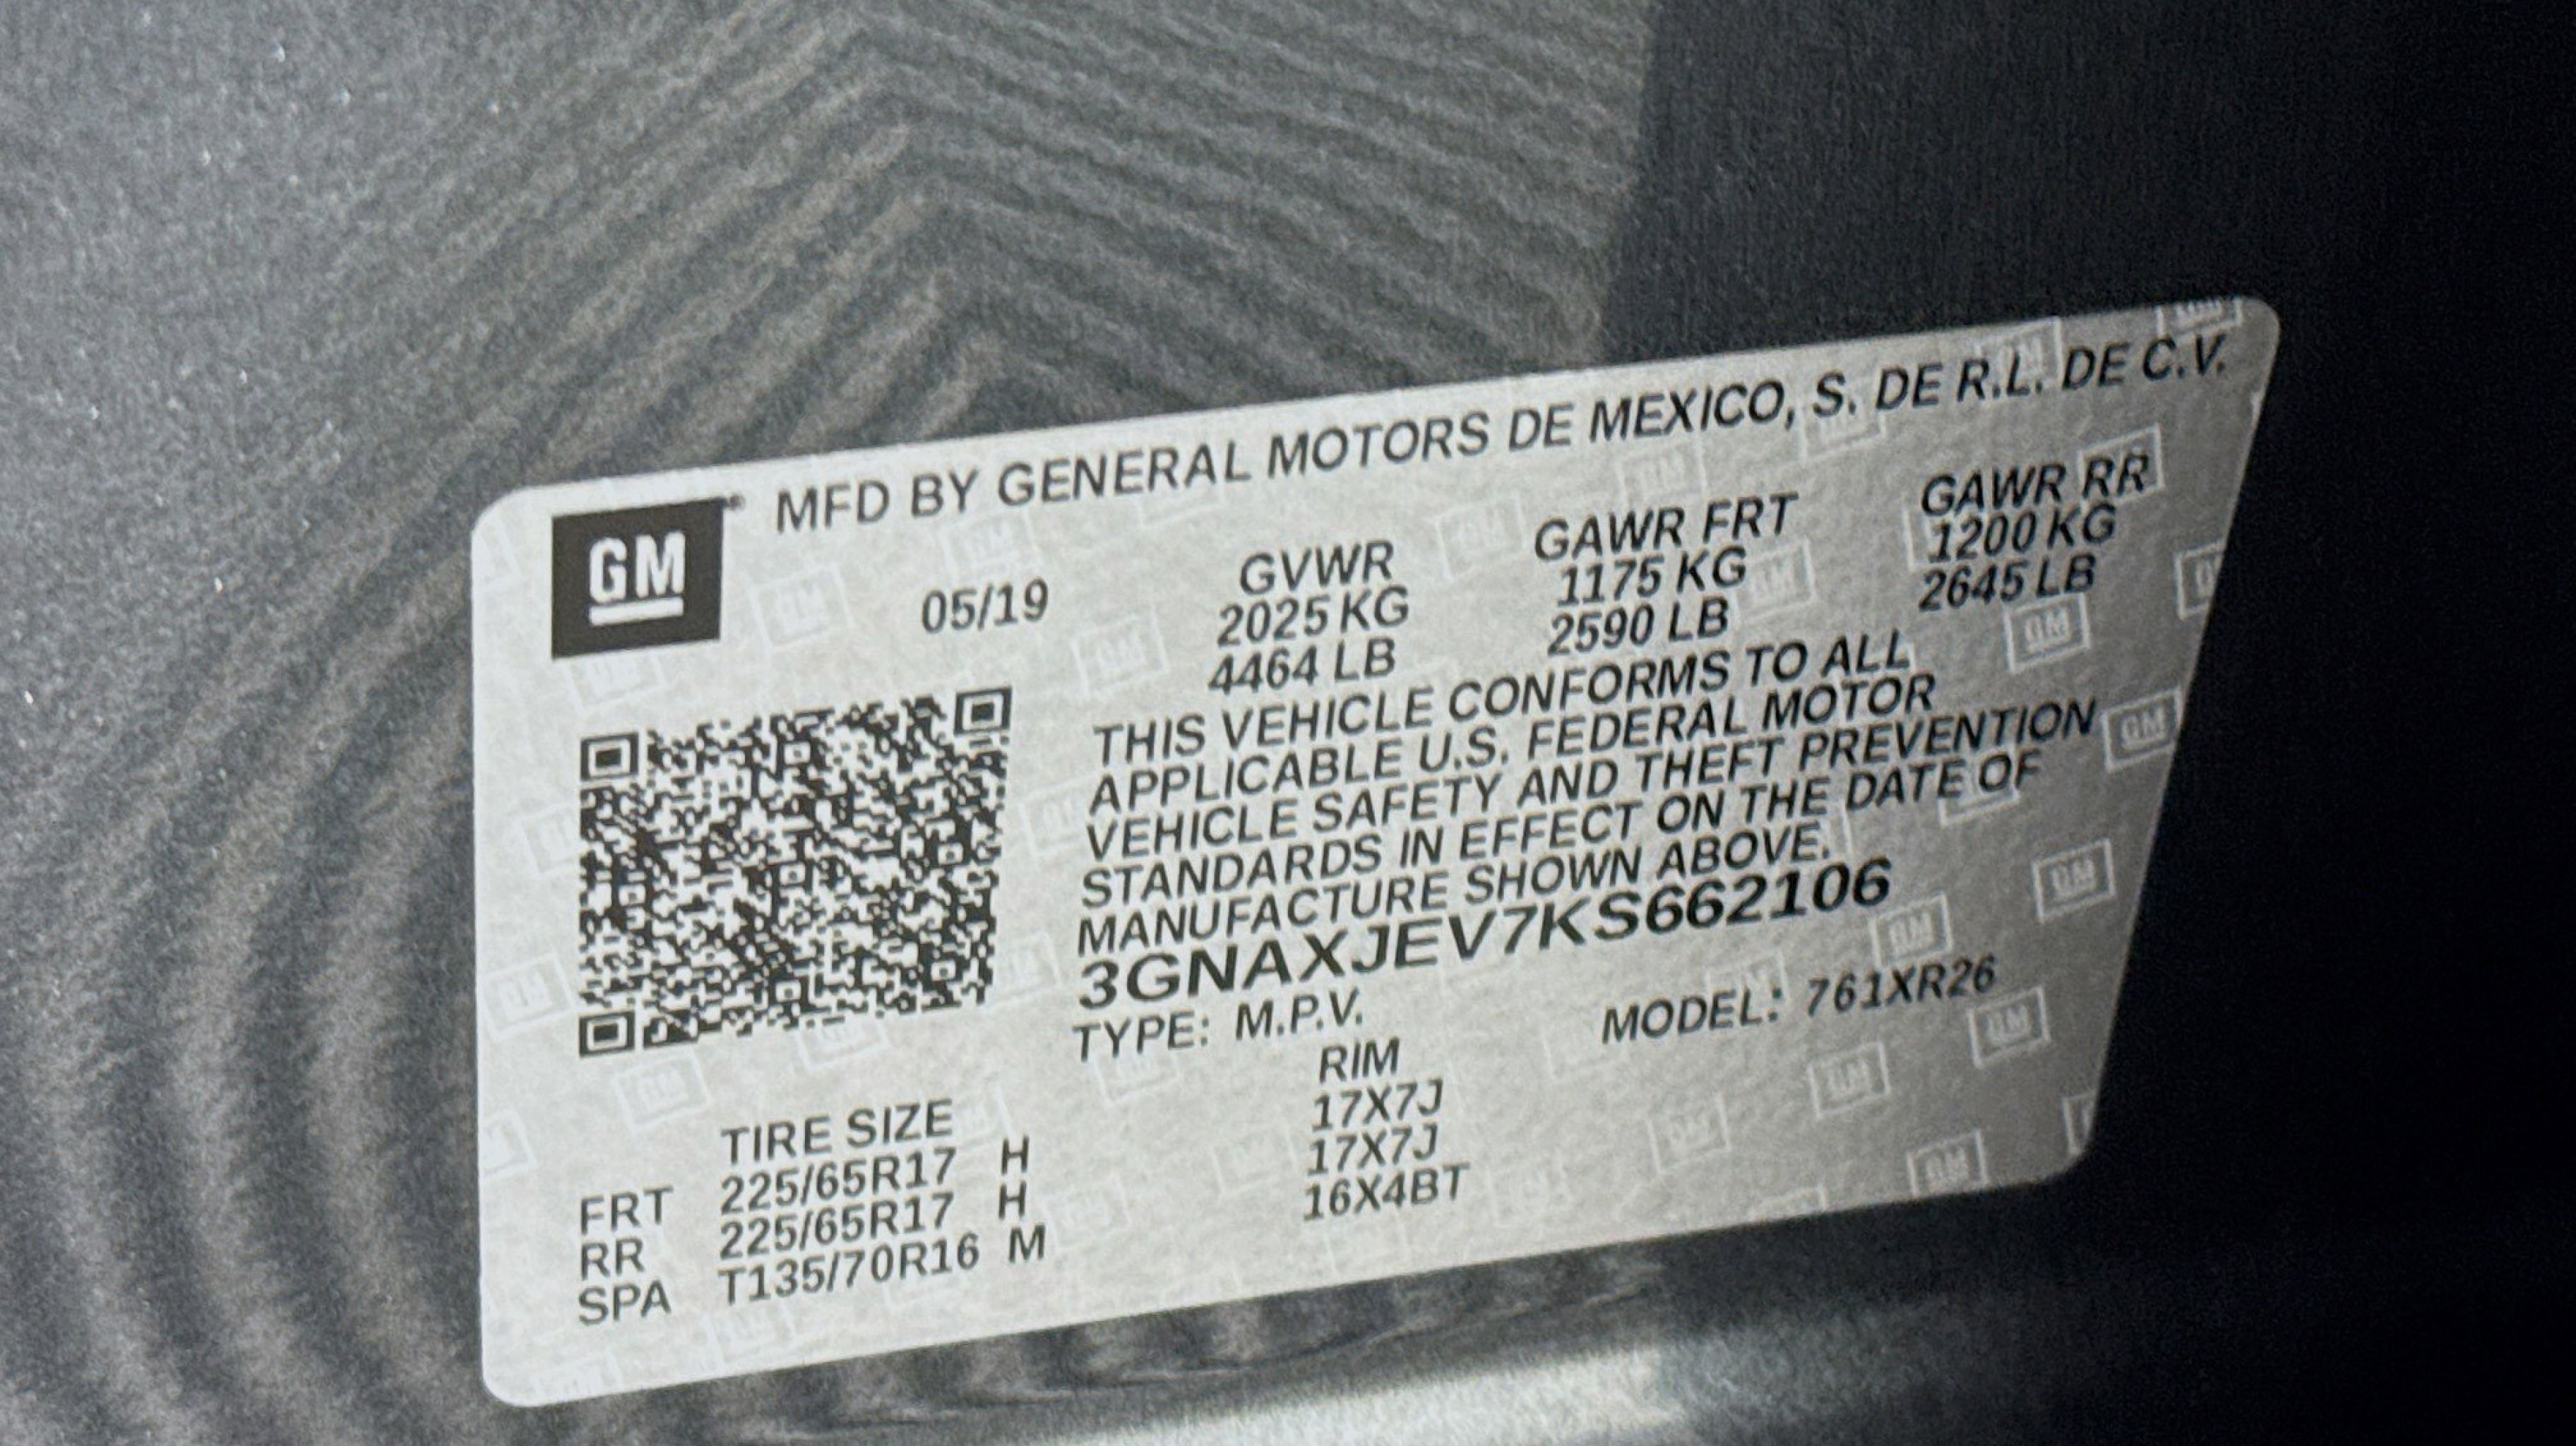 GM MFD BY GENERAL MOTORS DE MEXICO, S. DE R.L. DE C.V.
05/19 GVWR GAWR FRT GAWR RR
2025 KG 1175 KG 1200 KG
4464 LB 2590 LB 2645 LB
THIS VEHICLE CONFORMS TO ALL
APPLICABLE U.S. FEDERAL MOTOR
VEHICLE SAFETY AND THEFT PREVENTION
STANDARDS IN EFFECT ON THE DATE OF
MANUFACTURE SHOWN ABOVE.
3GNAXJEV7KS662106
TYPE: M.P.V. MODEL: 761XR26
TIRE SIZE RIM
FRT 225/65R17 H 17X7J
RR 225/65R17 H 17X7J
SPA T135/70R16 M 16X4BT